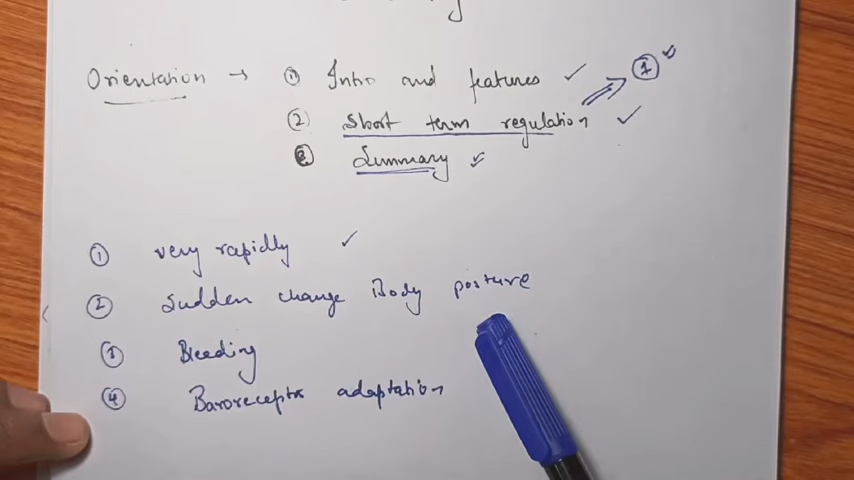 Orientation → ① Intro and features ✓
② Short term regulation ✓ ①
③ Summary ✓
① very rapidly ✓
② Sudden change Body posture
③ Bleeding
④ Baroreceptor adaptation